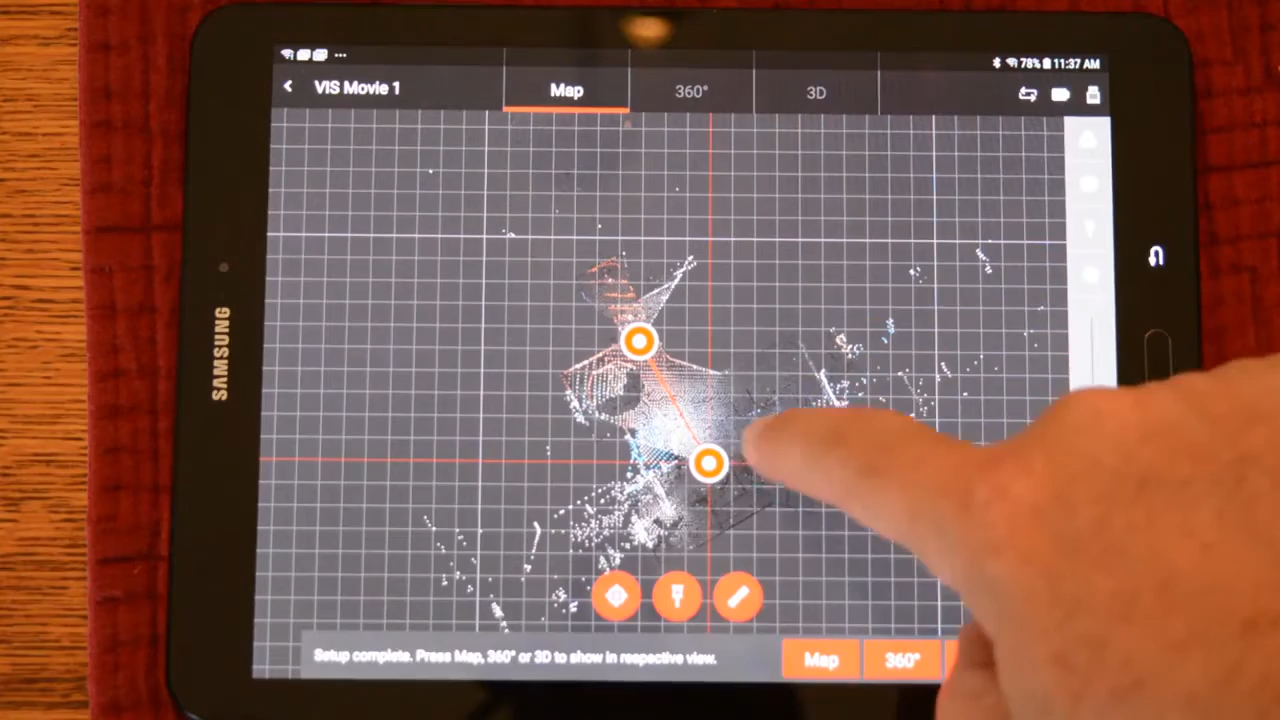 78% 11:37 AM
VIS Movie 1
Map
360°
3D
SAMSUNG
Setup complete. Press Map, 360° or 3D to show in respective view.
Map
360°